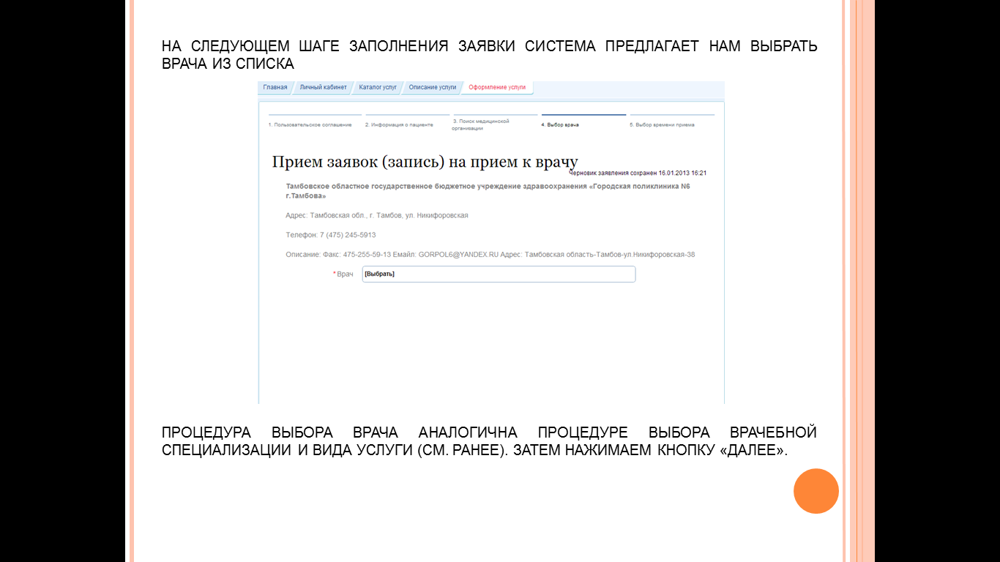 НА СЛЕДУЮЩЕМ ШАГЕ ЗАПОЛНЕНИЯ ЗАЯВКИ СИСТЕМА ПРЕДЛАГАЕТ НАМ ВЫБРАТЬ
ВРАЧА ИЗ СПИСКА
Главная Личный кабинет Каталог услуг Описание услуги Оформление услуги
1. Пользовательское соглашение 2. Информация о пациенте 3. Поиск медицинской организации 4. Выбор врача 5. Выбор времени приема
Прием заявок (запись) на прием к врачу
Черновик заявления сохранен 16.01.2013 16:21
Тамбовское областное государственное бюджетное учреждение здравоохранения «Городская поликлиника N6
г.Тамбова»
Адрес: Тамбовская обл., г. Тамбов, ул. Никифоровская
Телефон: 7 (475) 245-5913
Описание: Факс: 475-255-59-13 Емайл: GORPOL6@YANDEX.RU Адрес: Тамбовская область-Тамбов-ул.Никифоровская-38
* Врач [Выбрать]
ПРОЦЕДУРА ВЫБОРА ВРАЧА АНАЛОГИЧНА ПРОЦЕДУРЕ ВЫБОРА ВРАЧЕБНОЙ
СПЕЦИАЛИЗАЦИИ И ВИДА УСЛУГИ (СМ. РАНЕЕ). ЗАТЕМ НАЖИМАЕМ КНОПКУ «ДАЛЕЕ».